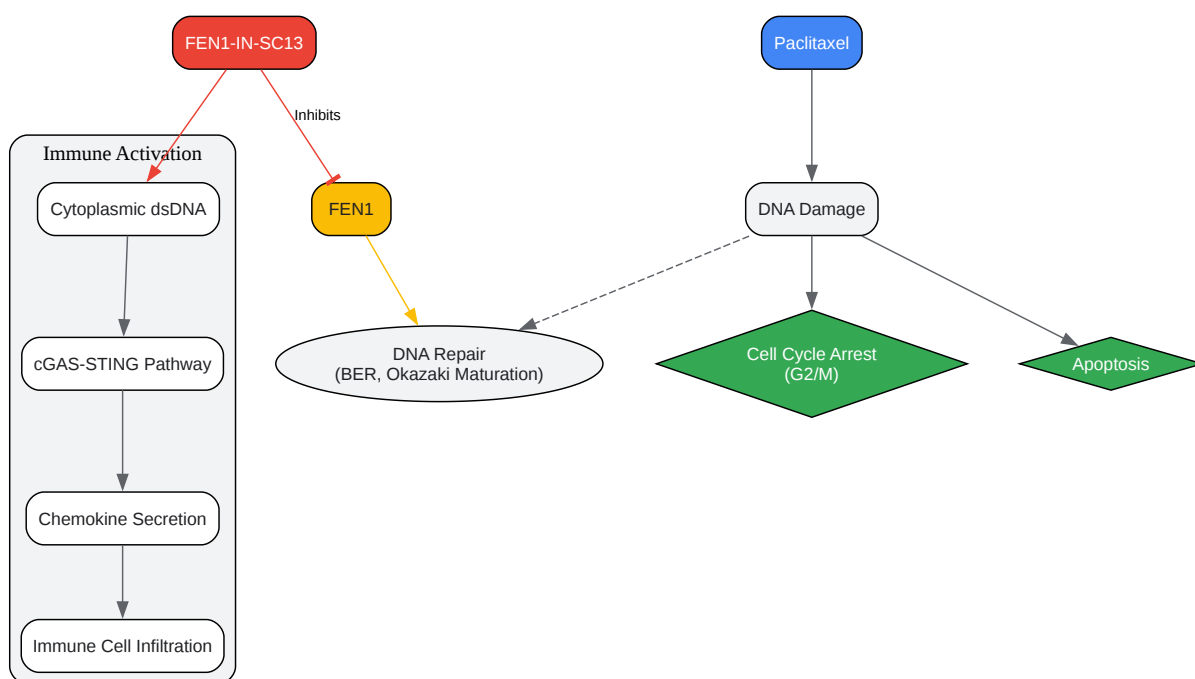 FEN1-IN-SC13
Paclitaxel
Inhibits
Immune Activation
Cytoplasmic dsDNA
FEN1
DNA Damage
cGAS-STING Pathway
DNA Repair
(BER, Okazaki Maturation)
Cell Cycle Arrest
(G2/M)
Apoptosis
Chemokine Secretion
Immune Cell Infiltration